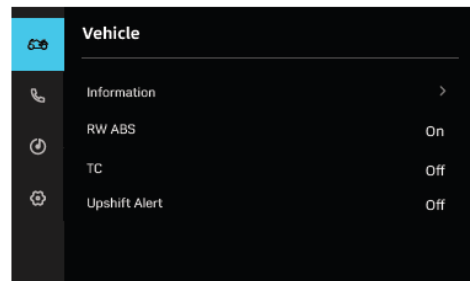 Vehicle
Information >
RW ABS On
TC Off
Upshift Alert Off